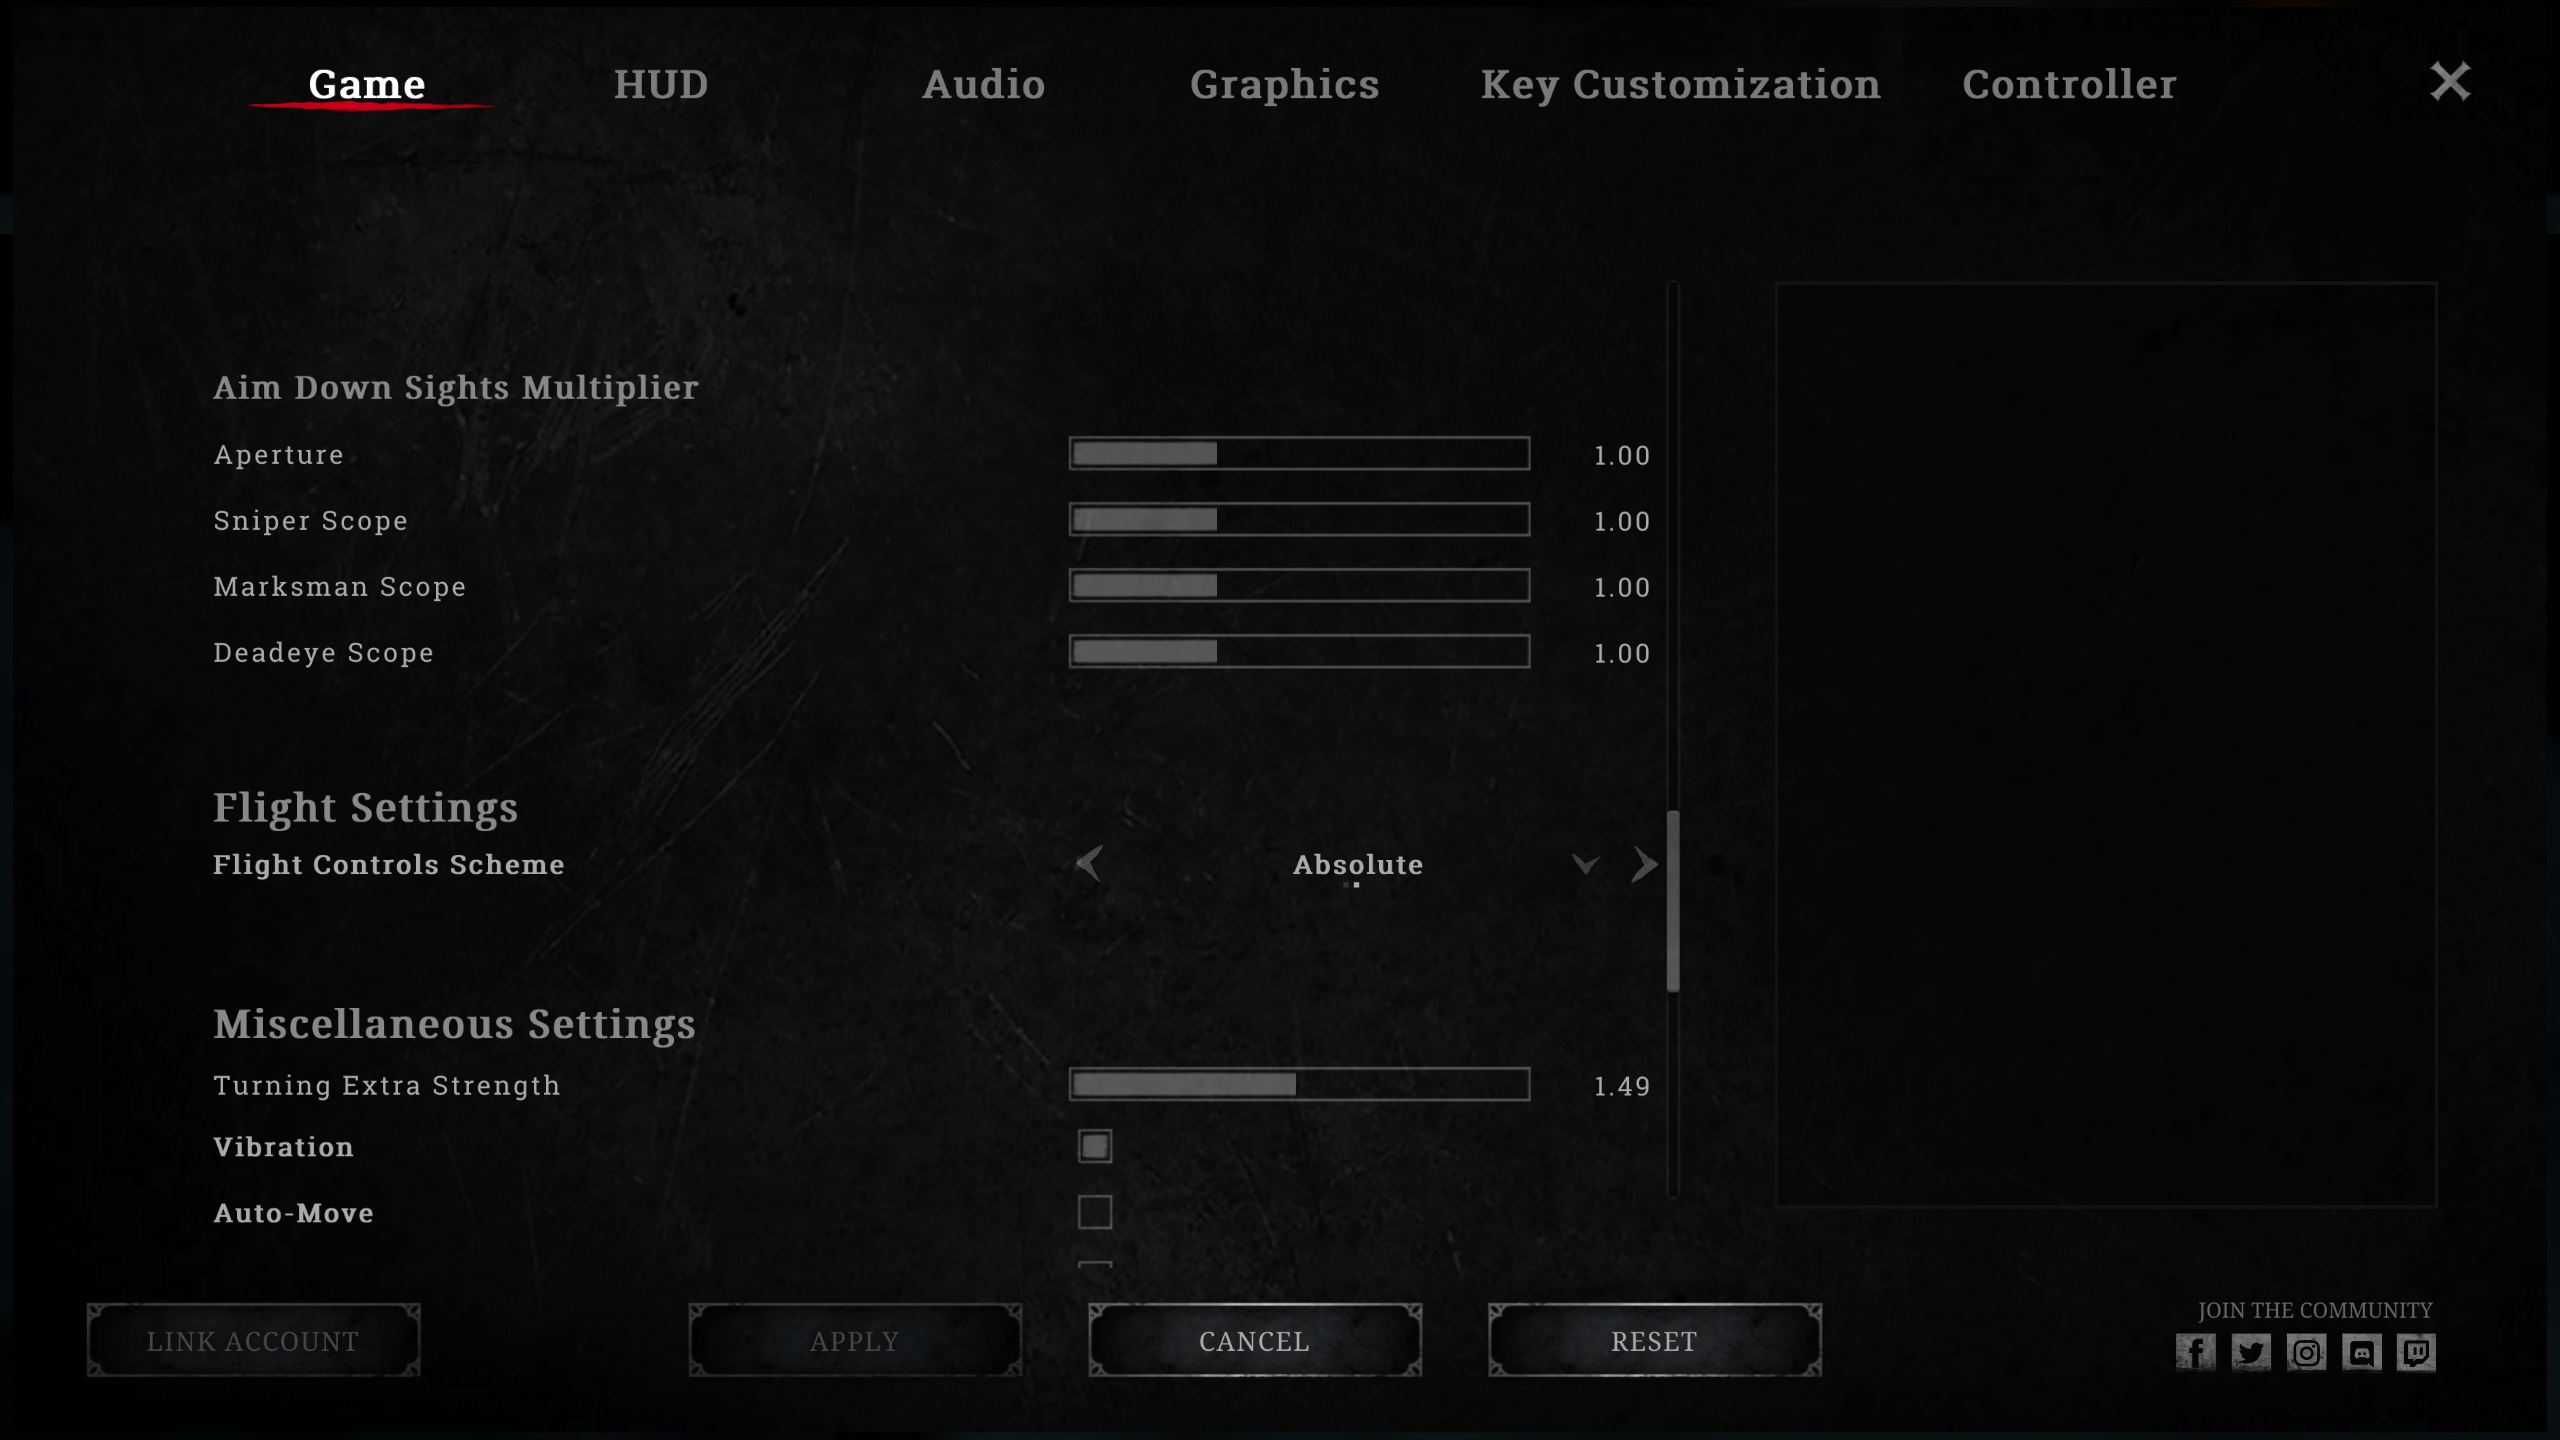 Game HUD Audio Graphics Key Customization Controller
Aim Down Sights Multiplier
Aperture 1.00
Sniper Scope 1.00
Marksman Scope 1.00
Deadeye Scope 1.00
Flight Settings
Flight Controls Scheme Absolute
Miscellaneous Settings
Turning Extra Strength 1.49
Vibration
Auto-Move
JOIN THE COMMUNITY
LINK ACCOUNT APPLY CANCEL RESET